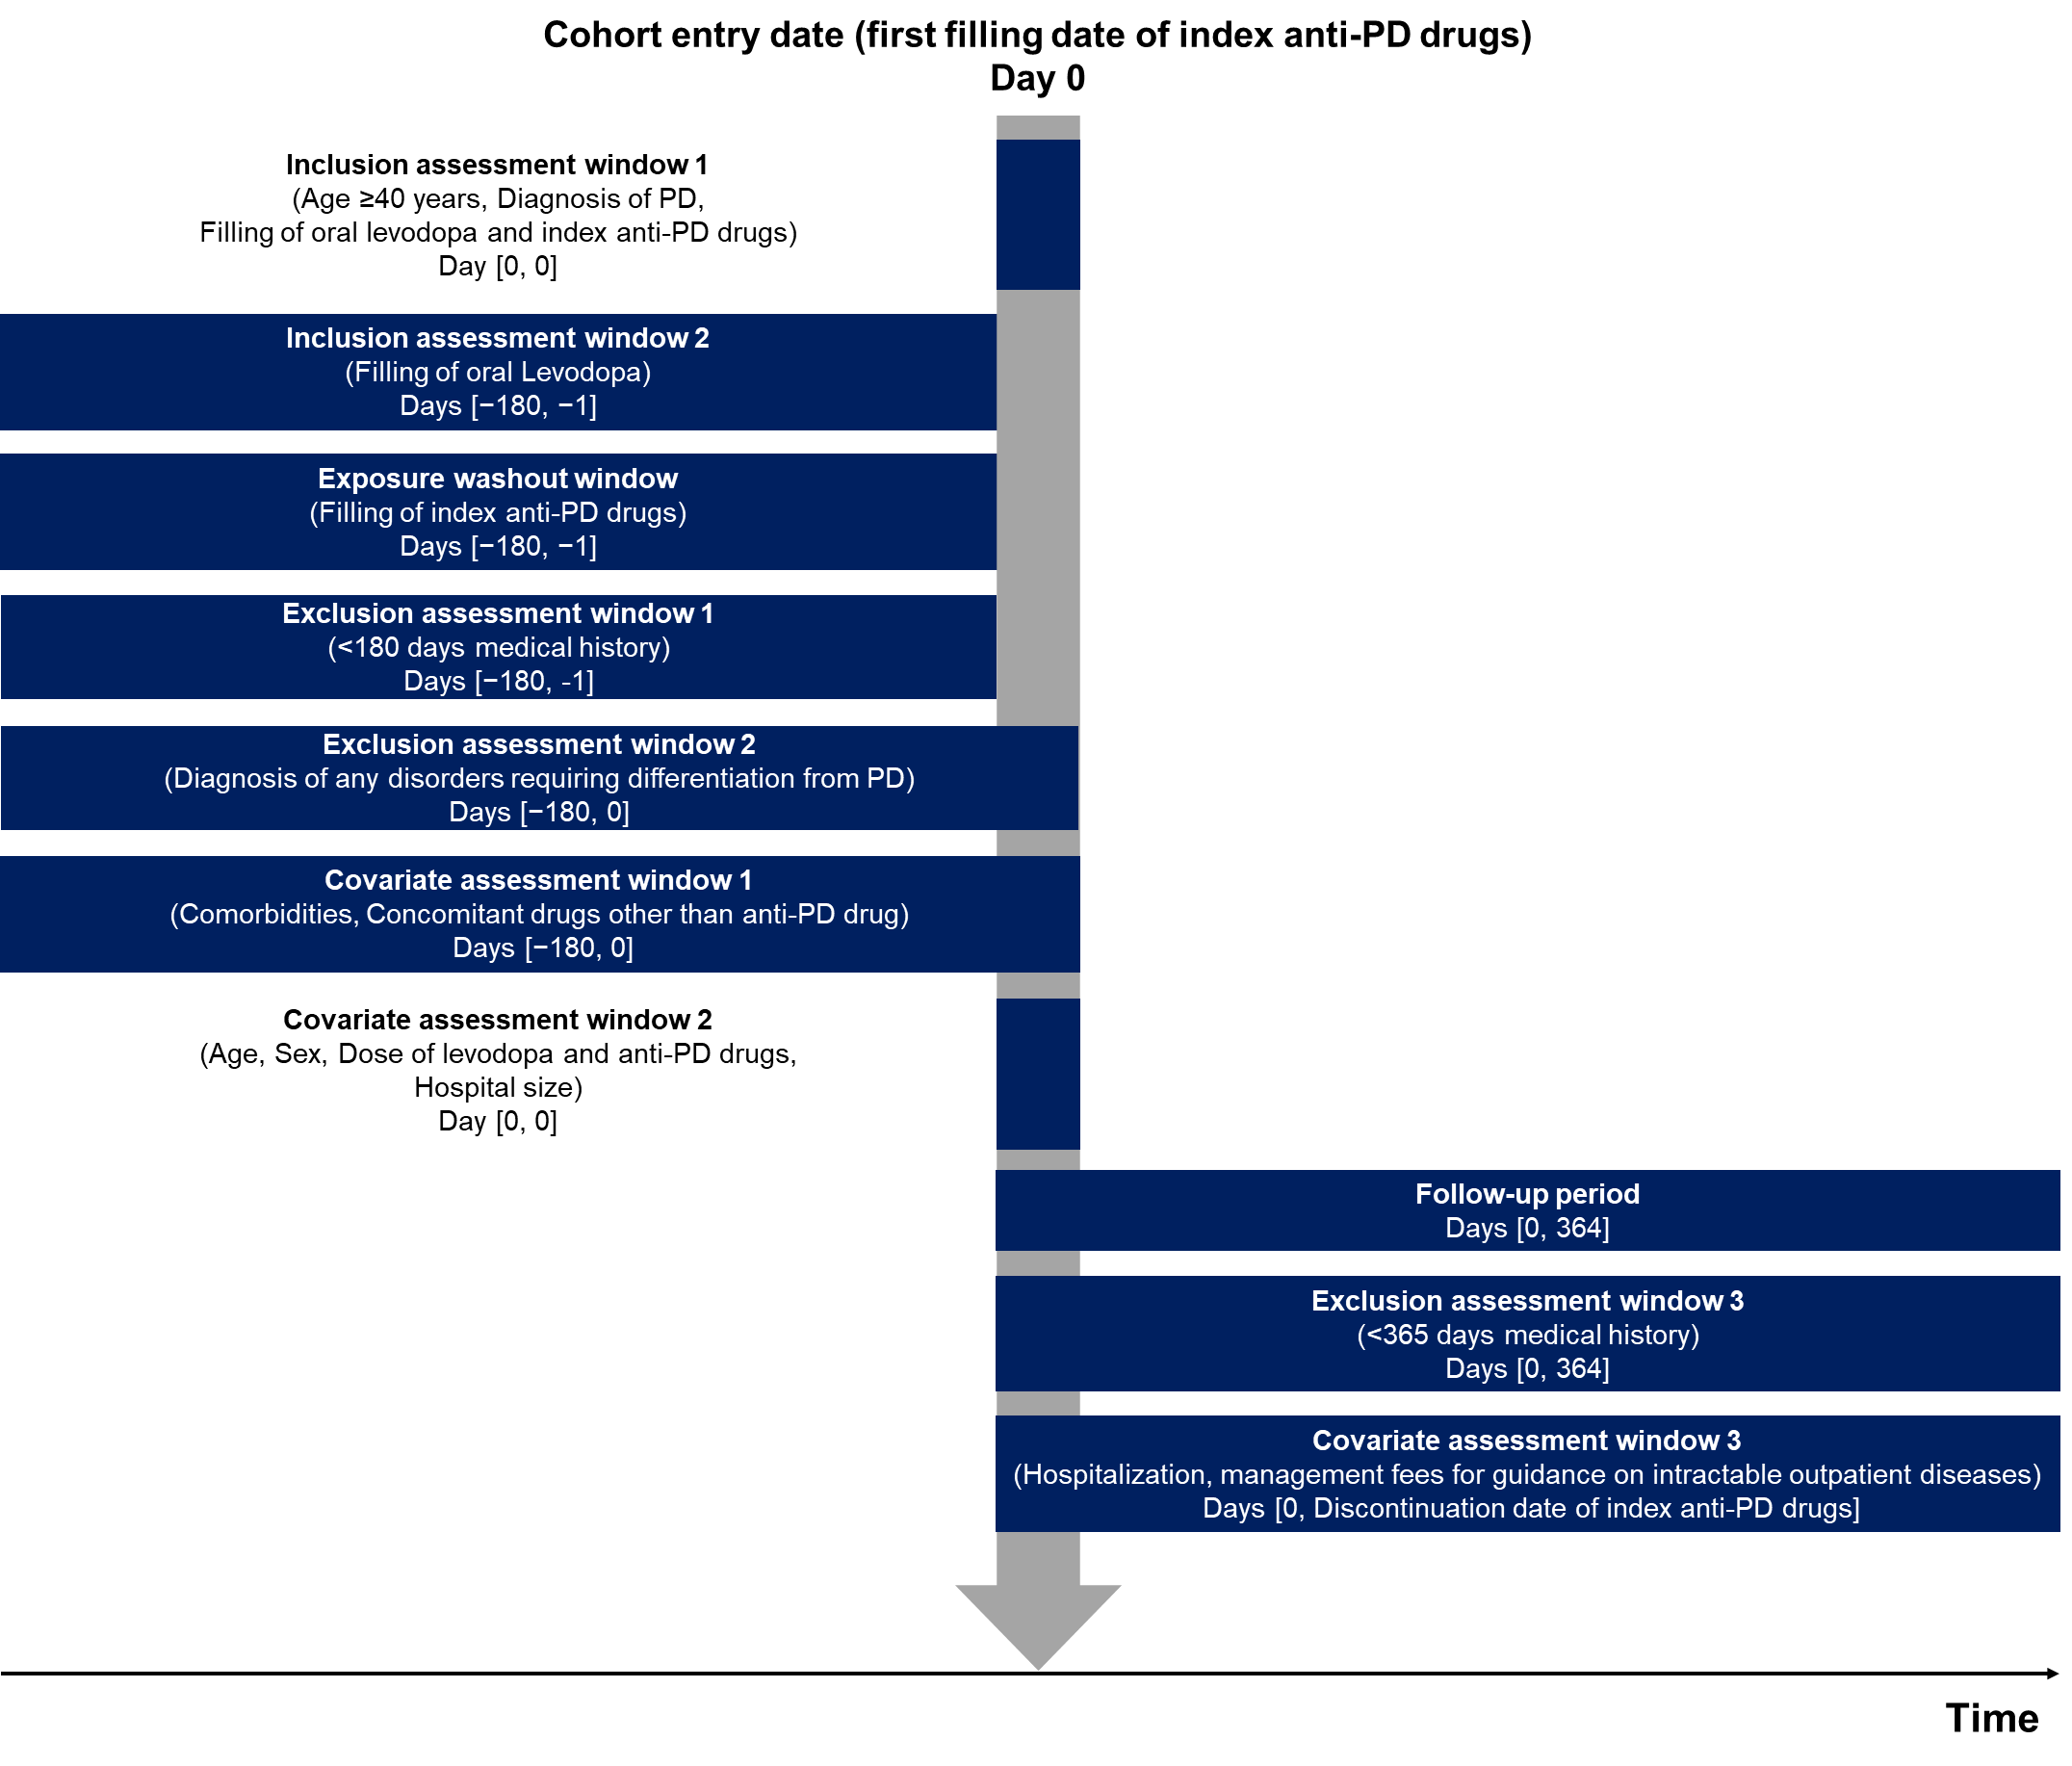 Cohort entry date (first filling date of index anti-PD drugs)
Day 0
Inclusion assessment window 1
(Age ≥40 years, Diagnosis of PD,
Filling of oral levodopa and index anti-PD drugs)
Day [0, 0]
Inclusion assessment window 2
(Filling of oral Levodopa)
Days [−180, −1]
Exposure washout window
(Filling of index anti-PD drugs)
Days [−180, −1]
Exclusion assessment window 1
(<180 days medical history)
Days [−180, -1]
Exclusion assessment window 2
(Diagnosis of any disorders requiring differentiation from PD)
Days [−180, 0]
Covariate assessment window 1
(Comorbidities, Concomitant drugs other than anti-PD drug)
Days [−180, 0]
Covariate assessment window 2
(Age, Sex, Dose of levodopa and anti-PD drugs,
Hospital size)
Day [0, 0]
Follow-up period
Days [0, 364]
Exclusion assessment window 3
(<365 days medical history)
Days [0, 364]
Covariate assessment window 3
(Hospitalization, management fees for guidance on intractable outpatient diseases)
Days [0, Discontinuation date of index anti-PD drugs]
Time